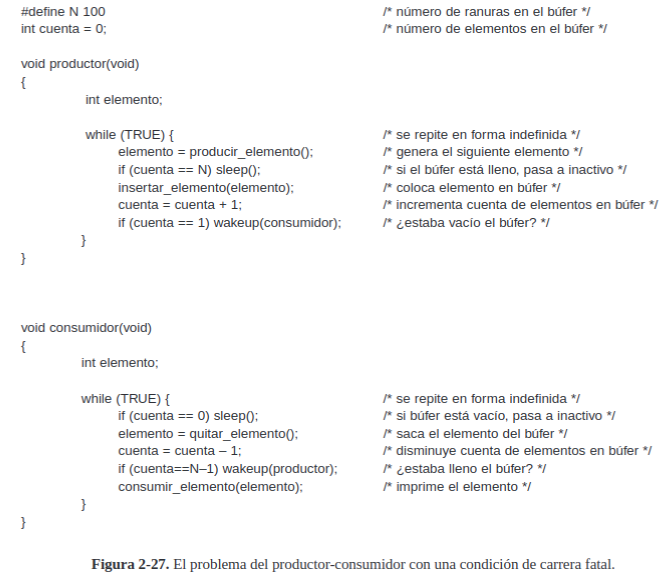 #define N 100 /* número de ranuras en el búfer */
int cuenta = 0; /* número de elementos en el búfer */
void productor(void)
{
int elemento;
while (TRUE) { /* se repite en forma indefinida */
elemento = producir_elemento(); /* genera el siguiente elemento */
if (cuenta == N) sleep(); /* si el búfer está lleno, pasa a inactivo */
insertar_elemento(elemento); /* coloca elemento en búfer */
cuenta = cuenta + 1; /* incrementa cuenta de elementos en búfer */
if (cuenta == 1) wakeup(consumidor); /* ¿estaba vacío el búfer? */
}
}
void consumidor(void)
{
int elemento;
while (TRUE) { /* se repite en forma indefinida */
if (cuenta == 0) sleep(); /* si búfer está vacío, pasa a inactivo */
elemento = quitar_elemento(); /* saca el elemento del búfer */
cuenta = cuenta – 1; /* disminuye cuenta de elementos en búfer */
if (cuenta==N–1) wakeup(productor); /* ¿estaba lleno el búfer? */
consumir_elemento(elemento); /* imprime el elemento */
}
}
Figura 2-27. El problema del productor-consumidor con una condición de carrera fatal.